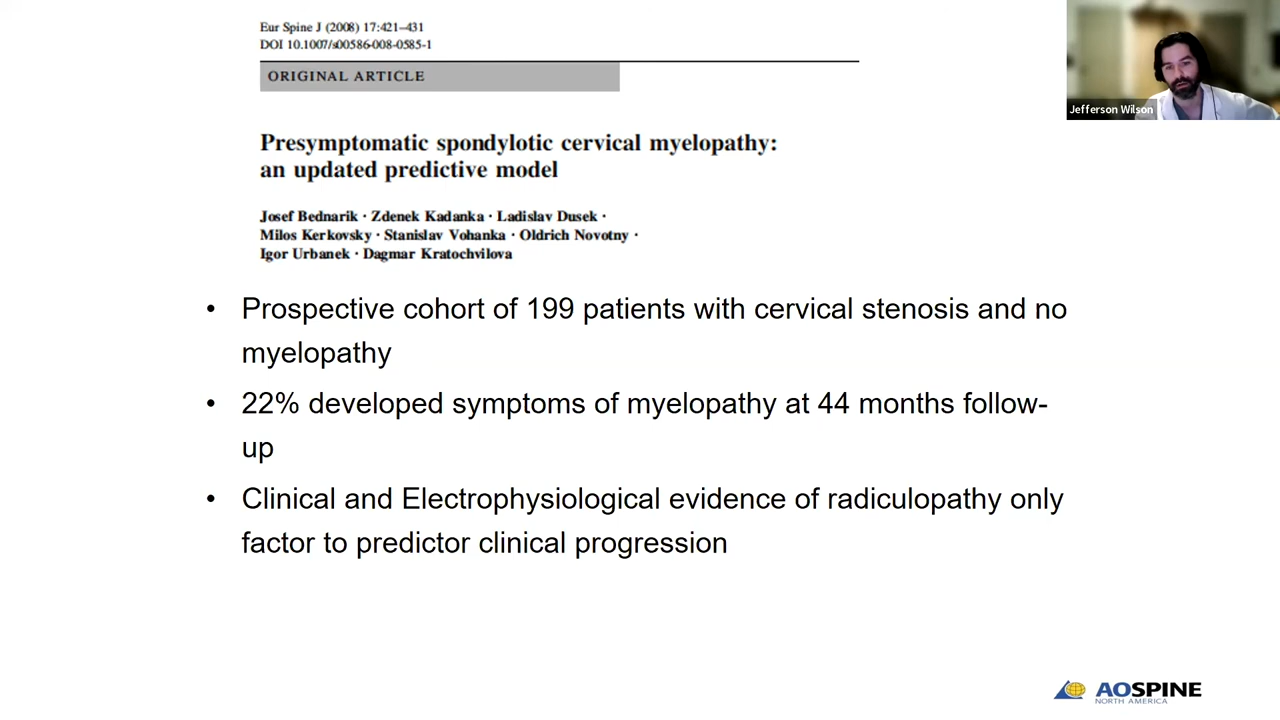 Eur Spine J (2008) 17:421–431
DOI 10.1007/s00586-008-0585-1
ORIGINAL ARTICLE
Presymptomatic spondylotic cervical myelopathy:
an updated predictive model
Josef Bednarik · Zdenek Kadanka · Ladislav Dusek ·
Milos Kerkovsky · Stanislav Vohanka · Oldrich Novotny ·
Igor Urbanek · Dagmar Kratochvilova
Jefferson Wilson
• Prospective cohort of 199 patients with cervical stenosis and no
myelopathy
• 22% developed symptoms of myelopathy at 44 months follow-
up
• Clinical and Electrophysiological evidence of radiculopathy only
factor to predictor clinical progression
AOSPINE
NORTH AMERICA